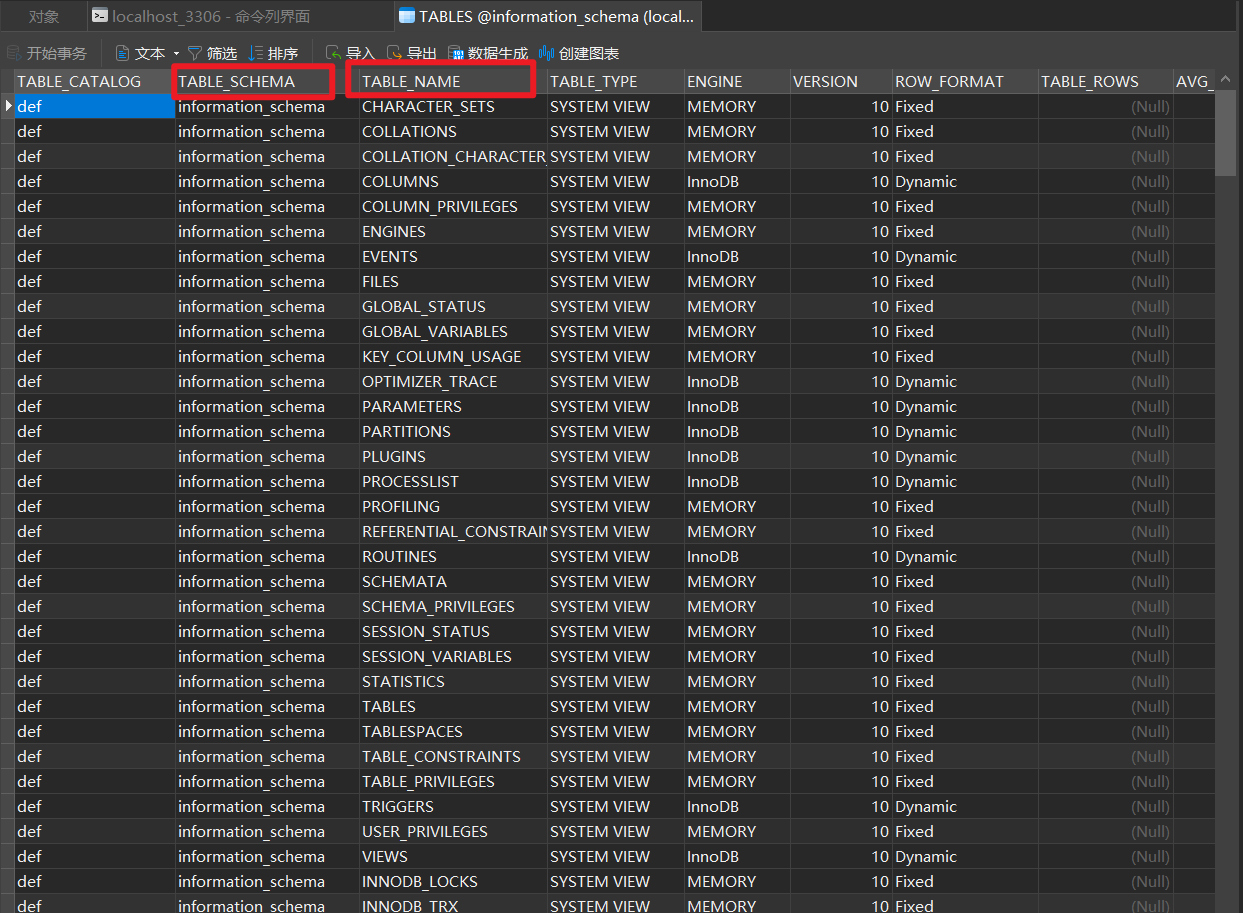 对象 localhost_3306 - 命令列界面 TABLES @information_schema (local...
开始事务 文本 筛选 排序 导入 导出 数据生成 创建图表
TABLE_CATALOG TABLE_SCHEMA TABLE_NAME TABLE_TYPE ENGINE VERSION ROW_FORMAT TABLE_ROWS AVG_
def information_schema CHARACTER_SETS SYSTEM VIEW MEMORY 10 Fixed (Null)
def information_schema COLLATIONS SYSTEM VIEW MEMORY 10 Fixed (Null)
def information_schema COLLATION_CHARACTER_ SYSTEM VIEW MEMORY 10 Fixed (Null)
def information_schema COLUMNS SYSTEM VIEW InnoDB 10 Dynamic (Null)
def information_schema COLUMN_PRIVILEGES SYSTEM VIEW MEMORY 10 Fixed (Null)
def information_schema ENGINES SYSTEM VIEW MEMORY 10 Fixed (Null)
def information_schema EVENTS SYSTEM VIEW InnoDB 10 Dynamic (Null)
def information_schema FILES SYSTEM VIEW MEMORY 10 Fixed (Null)
def information_schema GLOBAL_STATUS SYSTEM VIEW MEMORY 10 Fixed (Null)
def information_schema GLOBAL_VARIABLES SYSTEM VIEW MEMORY 10 Fixed (Null)
def information_schema KEY_COLUMN_USAGE SYSTEM VIEW MEMORY 10 Fixed (Null)
def information_schema OPTIMIZER_TRACE SYSTEM VIEW InnoDB 10 Dynamic (Null)
def information_schema PARAMETERS SYSTEM VIEW InnoDB 10 Dynamic (Null)
def information_schema PARTITIONS SYSTEM VIEW InnoDB 10 Dynamic (Null)
def information_schema PLUGINS SYSTEM VIEW InnoDB 10 Dynamic (Null)
def information_schema PROCESSLIST SYSTEM VIEW InnoDB 10 Dynamic (Null)
def information_schema PROFILING SYSTEM VIEW MEMORY 10 Fixed (Null)
def information_schema REFERENTIAL_CONSTRAIN SYSTEM VIEW MEMORY 10 Fixed (Null)
def information_schema ROUTINES SYSTEM VIEW InnoDB 10 Dynamic (Null)
def information_schema SCHEMATA SYSTEM VIEW MEMORY 10 Fixed (Null)
def information_schema SCHEMA_PRIVILEGES SYSTEM VIEW MEMORY 10 Fixed (Null)
def information_schema SESSION_STATUS SYSTEM VIEW MEMORY 10 Fixed (Null)
def information_schema SESSION_VARIABLES SYSTEM VIEW MEMORY 10 Fixed (Null)
def information_schema STATISTICS SYSTEM VIEW MEMORY 10 Fixed (Null)
def information_schema TABLES SYSTEM VIEW MEMORY 10 Fixed (Null)
def information_schema TABLESPACES SYSTEM VIEW MEMORY 10 Fixed (Null)
def information_schema TABLE_CONSTRAINTS SYSTEM VIEW MEMORY 10 Fixed (Null)
def information_schema TABLE_PRIVILEGES SYSTEM VIEW MEMORY 10 Fixed (Null)
def information_schema TRIGGERS SYSTEM VIEW InnoDB 10 Dynamic (Null)
def information_schema USER_PRIVILEGES SYSTEM VIEW MEMORY 10 Fixed (Null)
def information_schema VIEWS SYSTEM VIEW InnoDB 10 Dynamic (Null)
def information_schema INNODB_LOCKS SYSTEM VIEW MEMORY 10 Fixed (Null)
def information_schema INNODB_TRX SYSTEM VIEW MEMORY 10 Fixed (Null)